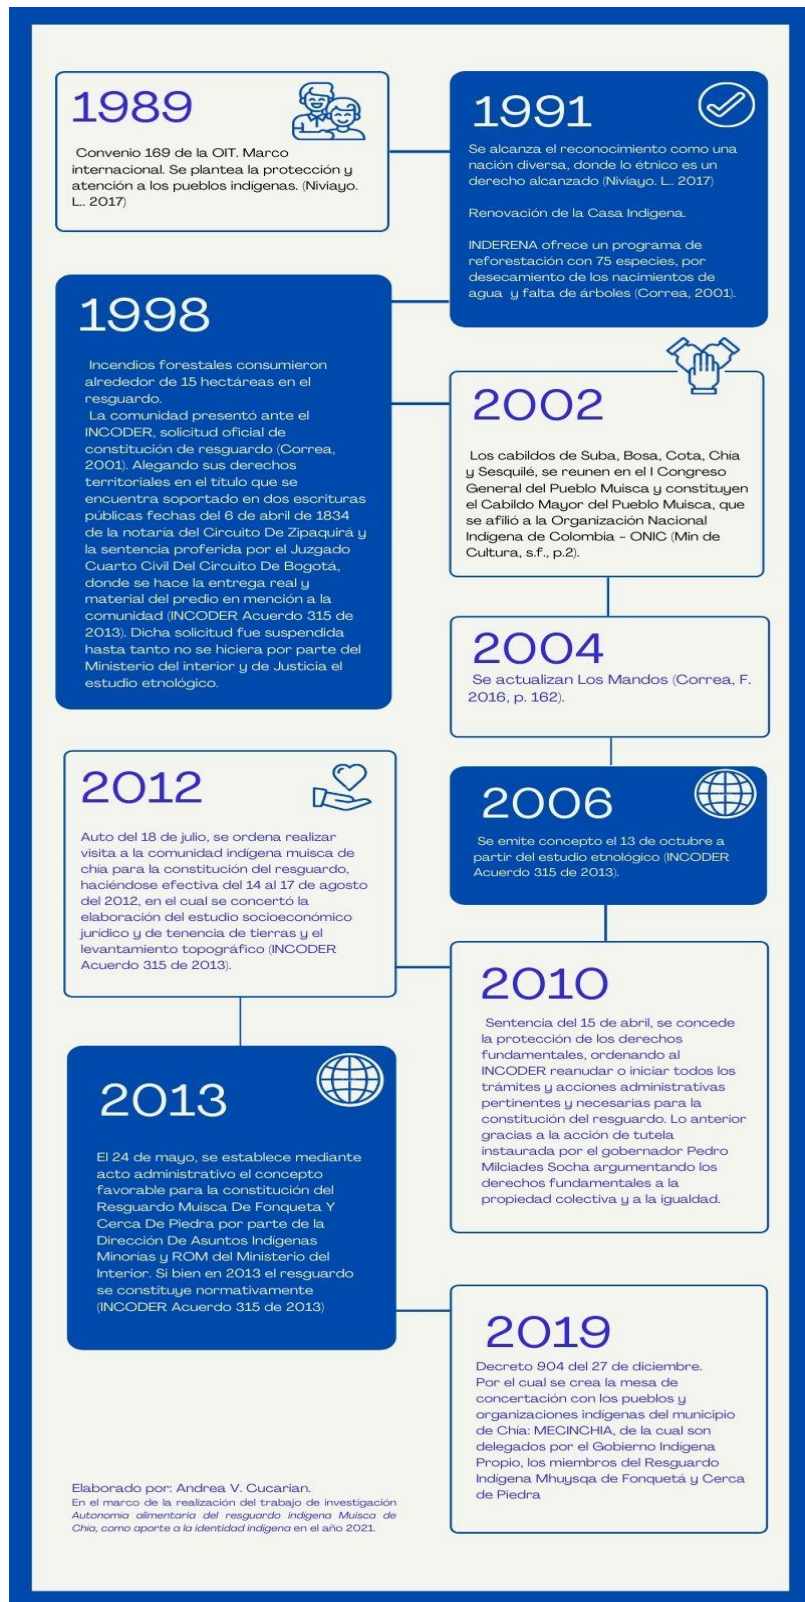 1989
Convenio 169 de la OIT. Marco
internacional. Se plantea la protección y
atención a los pueblos indígenas. (Niviayo.
L.. 2017)
1991
Se alcanza el reconocimiento como una
nación diversa, donde lo étnico es un
derecho alcanzado (Niviayo. L.. 2017)
Renovación de la Casa Indigena.
INDERENA ofrece un programa de
reforestación con 75 especies, por
desecamiento de los nacimientos de
agua y falta de árboles (Correa, 2001).
1998
Incendios forestales consumieron
alrededor de 15 hectáreas en el
resguardo.
La comunidad presentó ante el
INCODER, solicitud oficial de
constitución de resguardo (Correa,
2001). Alegando sus derechos
territoriales en el título que se
encuentra soportado en dos escrituras
públicas fechas del 6 de abril de 1834
de la notaría del Circuito De Zipaquirá y
la sentencia proferida por el Juzgado
Cuarto Civil Del Circuito De Bogotá,
donde se hace la entrega real y
material del predio en mención a la
comunidad (INCODER Acuerdo 315 de
2013). Dicha solicitud fue suspendida
hasta tanto no se hiciera por parte del
Ministerio del interior y de Justicia el
estudio etnológico.
2002
Los cabildos de Suba, Bosa, Cota, Chía
y Sesquilé, se reunen en el I Congreso
General del Pueblo Muisca y constituyen
el Cabildo Mayor del Pueblo Muisca, que
se afilió a la Organización Nacional
Indígena de Colombia – ONIC (Min de
Cultura, s.f., p.2).
2004
Se actualizan Los Mandos (Correa, F.
2016, p. 162).
2006
Se emite concepto el 13 de octubre a
partir del estudio etnológico (INCODER
Acuerdo 315 de 2013).
2010
Sentencia del 15 de abril, se concede
la protección de los derechos
fundamentales, ordenando al
INCODER reanudar o iniciar todos los
trámites y acciones administrativas
pertinentes y necesarias para la
constitución del resguardo. Lo anterior
gracias a la acción de tutela
instaurada por el gobernador Pedro
Milciades Socha argumentando los
derechos fundamentales a la
propiedad colectiva y a la igualdad.
2012
Auto del 18 de julio, se ordena realizar
visita a la comunidad indígena muisca de
chía para la constitución del resguardo,
haciéndose efectiva del 14 al 17 de agosto
del 2012, en el cual se concertó la
elaboración del estudio socioeconómico
jurídico y de tenencia de tierras y el
levantamiento topográfico (INCODER
Acuerdo 315 de 2013).
2013
El 24 de mayo, se establece mediante
acto administrativo el concepto
favorable para la constitución del
Resguardo Muisca De Fonqueta Y
Cerca De Piedra por parte de la
Dirección De Asuntos Indígenas
Minorías y ROM del Ministerio del
Interior. Si bien en 2013 el resguardo
se constituye normativamente
(INCODER Acuerdo 315 de 2013)
2019
Decreto 904 del 27 de diciembre.
Por el cual se crea la mesa de
concertación con los pueblos y
organizaciones indígenas del municipio
de Chía: MECINCHIA, de la cual son
delegados por el Gobierno Indígena
Propio, los miembros del Resguardo
Indígena Mhuysqa de Fonquetá y Cerca
de Piedra
Elaborado por: Andrea V. Cucarian.
En el marco de la realización del trabajo de investigación
Autonomía alimentaria del resguardo indígena Muisca de
Chía, como aporte a la identidad indígena en el año 2021.